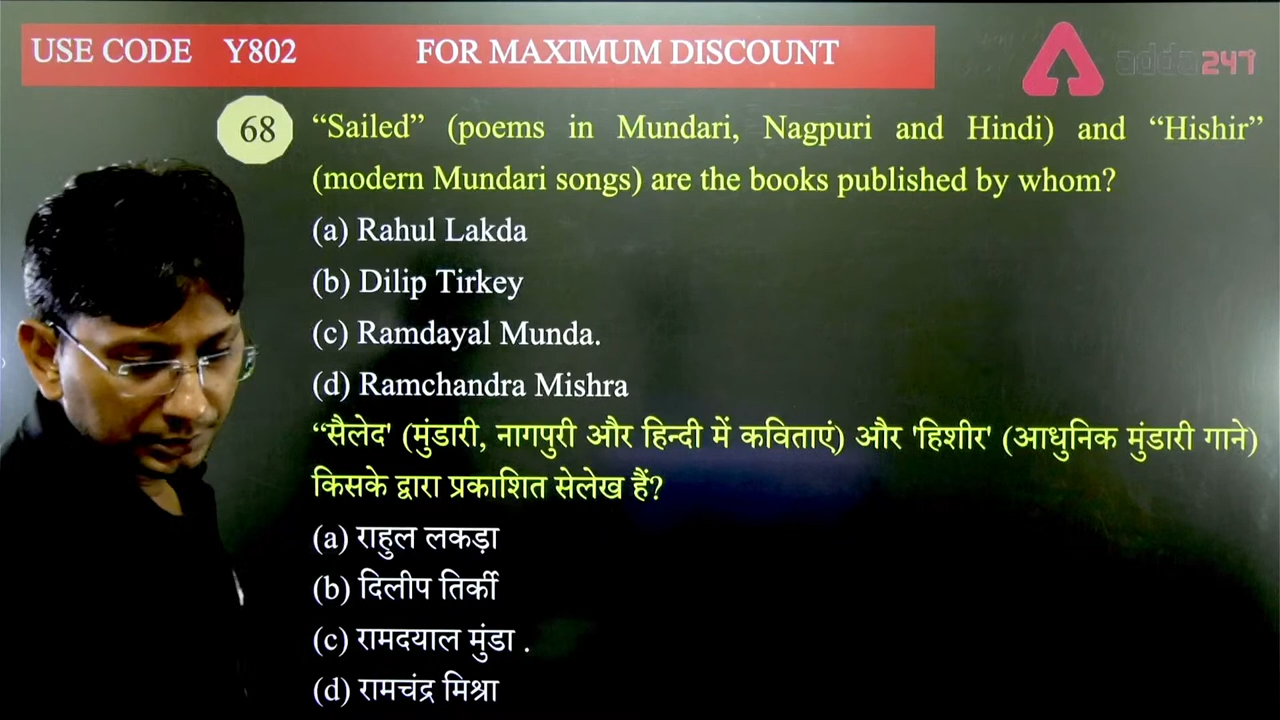 USE CODE Y802 FOR MAXIMUM DISCOUNT
adda247
68 “Sailed” (poems in Mundari, Nagpuri and Hindi) and “Hishir”
(modern Mundari songs) are the books published by whom?
(a) Rahul Lakda
(b) Dilip Tirkey
(c) Ramdayal Munda.
(d) Ramchandra Mishra
“सैलेद' (मुंडारी, नागपुरी और हिन्दी में कविताएं) और 'हिशीर' (आधुनिक मुंडारी गाने)
किसके द्वारा प्रकाशित सेलेख हैं?
(a) राहुल लकड़ा
(b) दिलीप तिर्की
(c) रामदयाल मुंडा .
(d) रामचंद्र मिश्रा